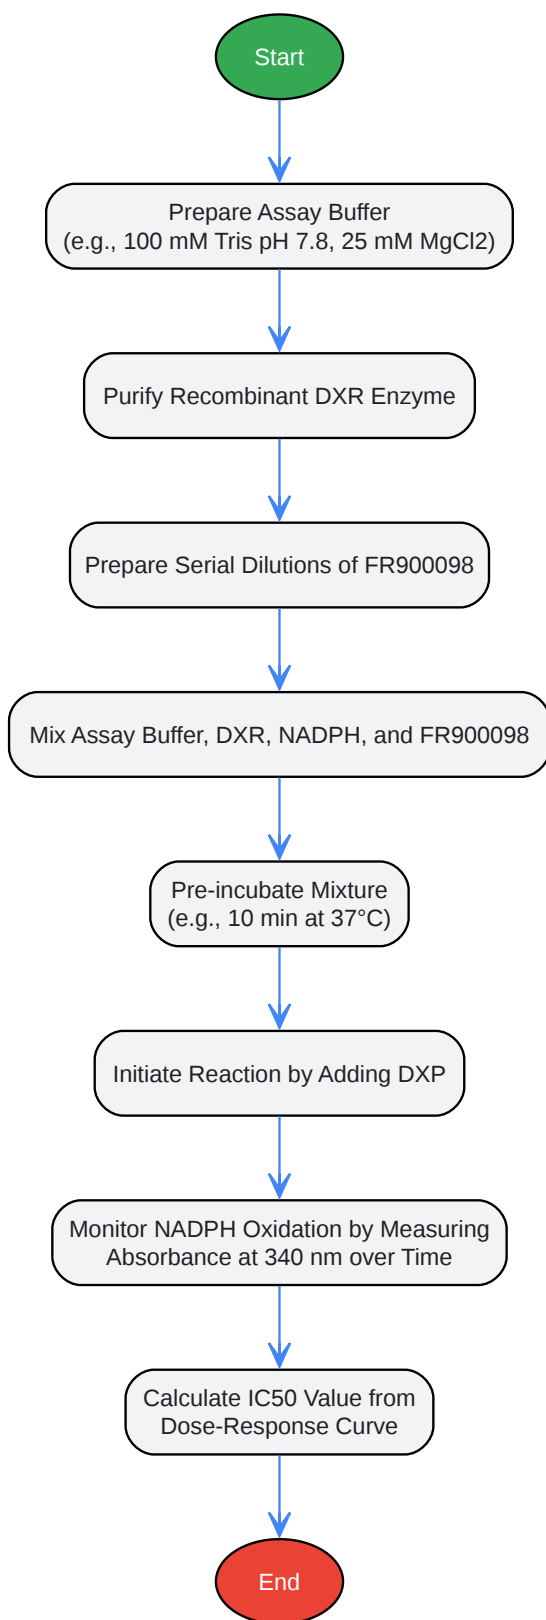 Start
Prepare Assay Buffer
(e.g., 100 mM Tris pH 7.8, 25 mM MgCl2)
Purify Recombinant DXR Enzyme
Prepare Serial Dilutions of FR900098
Mix Assay Buffer, DXR, NADPH, and FR900098
Pre-incubate Mixture
(e.g., 10 min at 37°C)
Initiate Reaction by Adding DXP
Monitor NADPH Oxidation by Measuring
Absorbance at 340 nm over Time
Calculate IC50 Value from
Dose-Response Curve
End